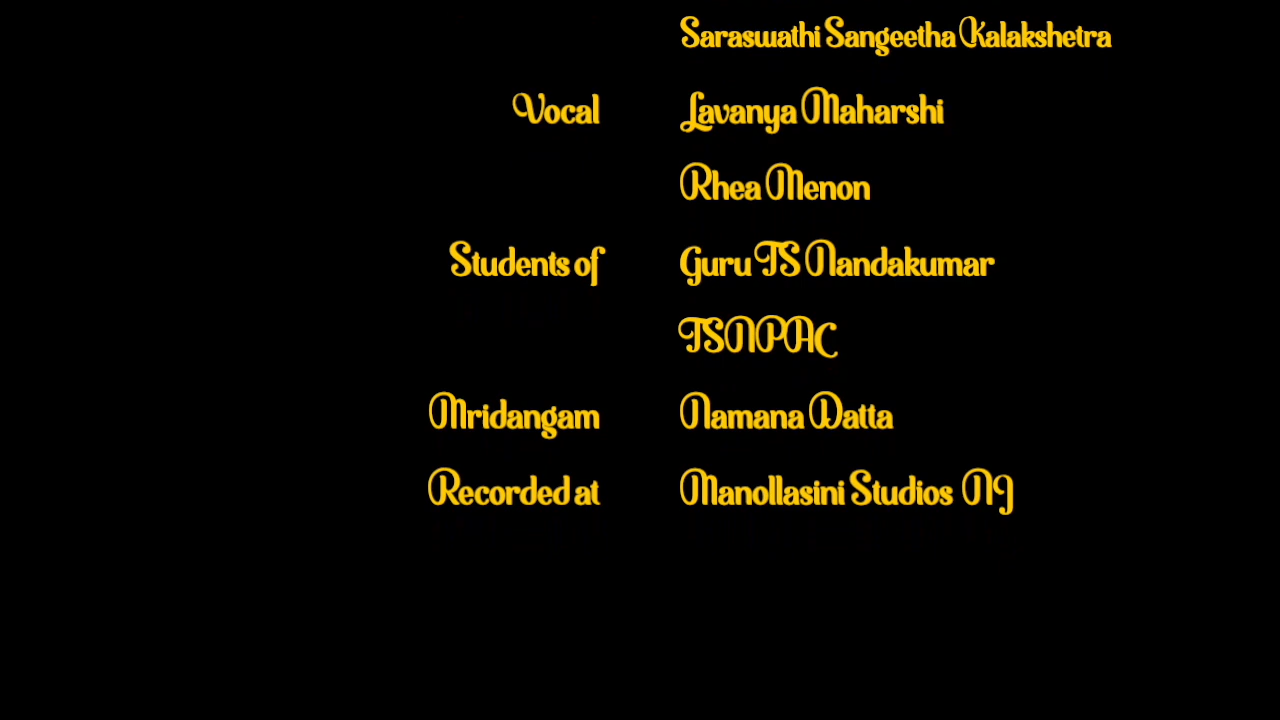 Saraswathi Sangeetha Kalakshetra
Vocal Lavanya Maharshi
Rhea Menon
Students of Guru TS Nandakumar
TSNPAC
Mridangam Namana Datta
Recorded at Manollasini Studios NJ